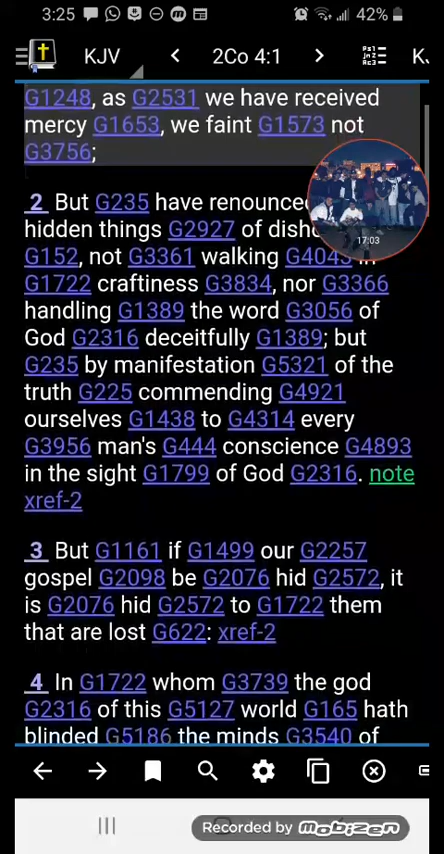 3:25 42%
KJV 2Co 4:1 K
G1248, as G2531 we have received
mercy G1653, we faint G1573 not
G3756;
2 But G235 have renounced
hidden things G2927 of
G152, not G3361 walking
G1722 craftiness G3834, nor G3366
handling G1389 the word G3056 of
God G2316 deceitfully G1389; but
G235 by manifestation G5321 of the
truth G225 commending G4921
ourselves G1438 to G4314 every
G3956 man's G444 conscience G4893
in the sight G1799 of God G2316. note
xref-2
3 But G1161 if G1499 our G2257
gospel G2098 be G2076 hid G2572, it
is G2076 hid G2572 to G1722 them
that are lost G622: xref-2
4 In G1722 whom G3739 the god
G2316 of this G5127 world G165 hath
blinded G5186 the minds G3540 of
17:03
Recorded by mobizen